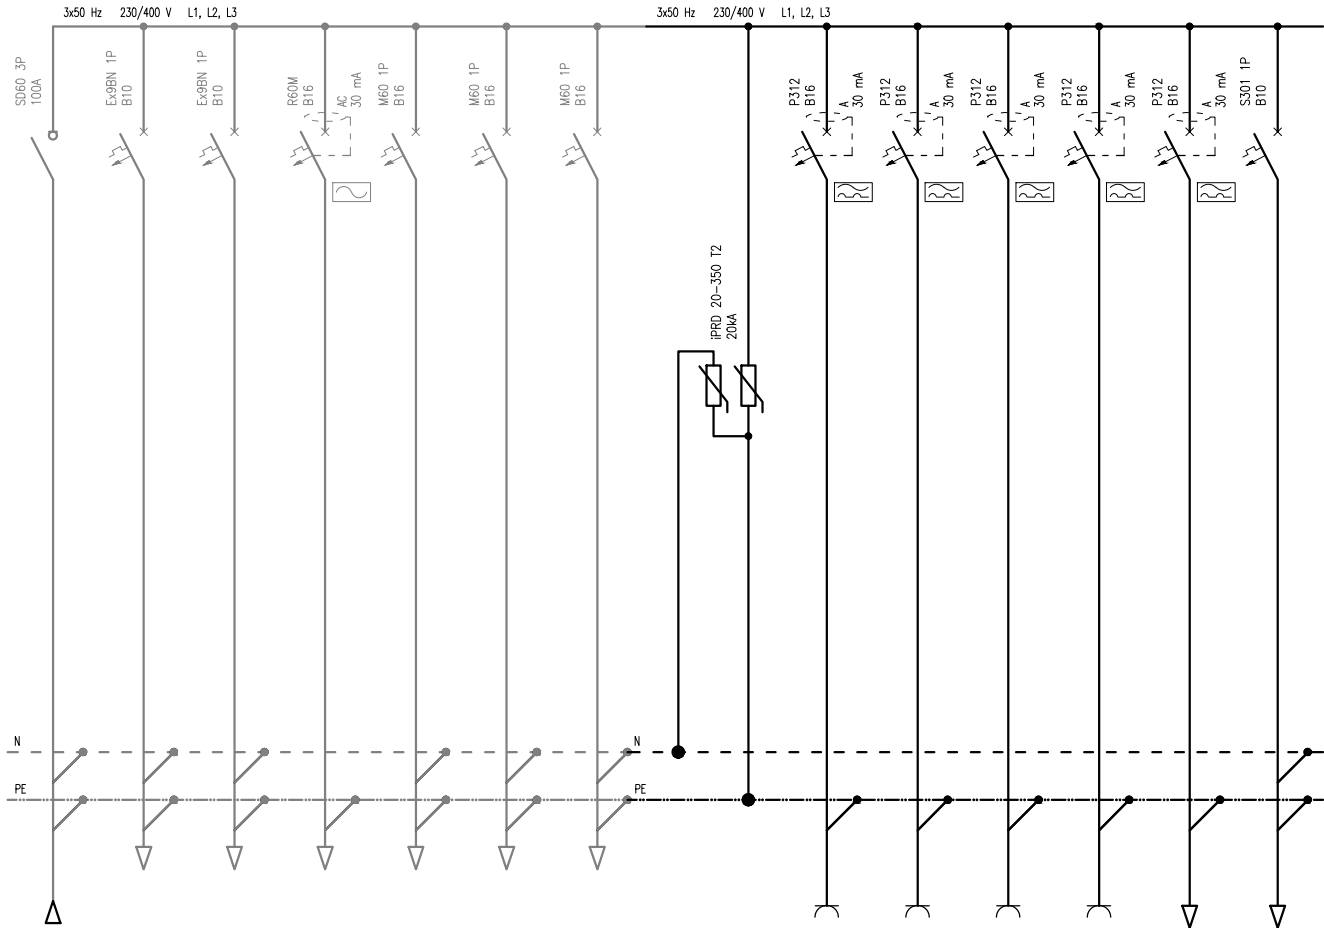 3x50 Hz 230/400 V L1, L2, L3
3x50 Hz 230/400 V L1, L2, L3
SD60 3P
100A
Ex9BN 1P
B10
Ex9BN 1P
B10
R60M
B16
AC
30 mA
M60 1P
B16
M60 1P
B16
M60 1P
B16
iPRD 20-350 T2
20kA
P312
B16
A
30 mA
P312
B16
A
30 mA
P312
B16
A
30 mA
P312
B16
A
30 mA
P312
B16
A
30 mA
S301 1P
B10
N
N
PE
PE